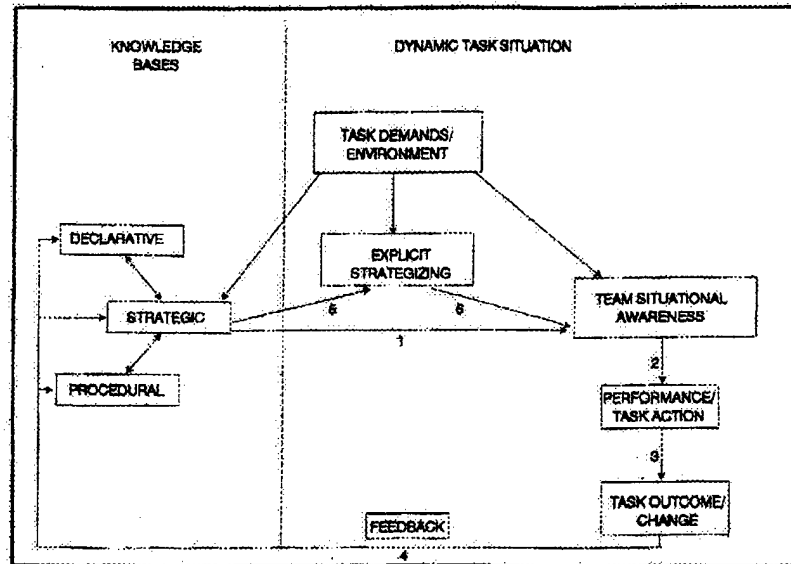 KNOWLEDGE
BASES
DYNAMIC TASK SITUATION
TASK DEMANDS/
ENVIRONMENT
DECLARATIVE
EXPLICIT
STRATEGIZING
STRATEGIC
TEAM SITUATIONAL
AWARENESS
5
6
1
2
PROCEDURAL
PERFORMANCE/
TASK ACTION
3
TASK OUTCOME/
CHANGE
FEEDBACK
4